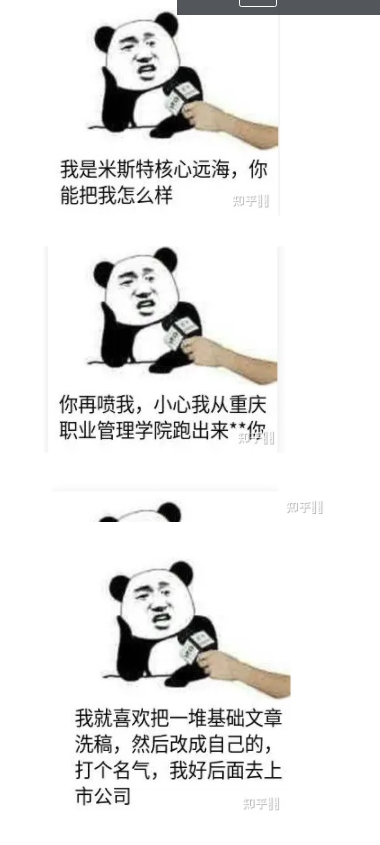 我是米斯特核心远海，你
能把我怎么样
知乎
你再喷我，小心我从重庆
职业管理学院跑出来**你
知乎
知乎
我就喜欢把一堆基础文章
洗稿，然后改成自己的，
打个名气，我好后面去上
市公司
知乎